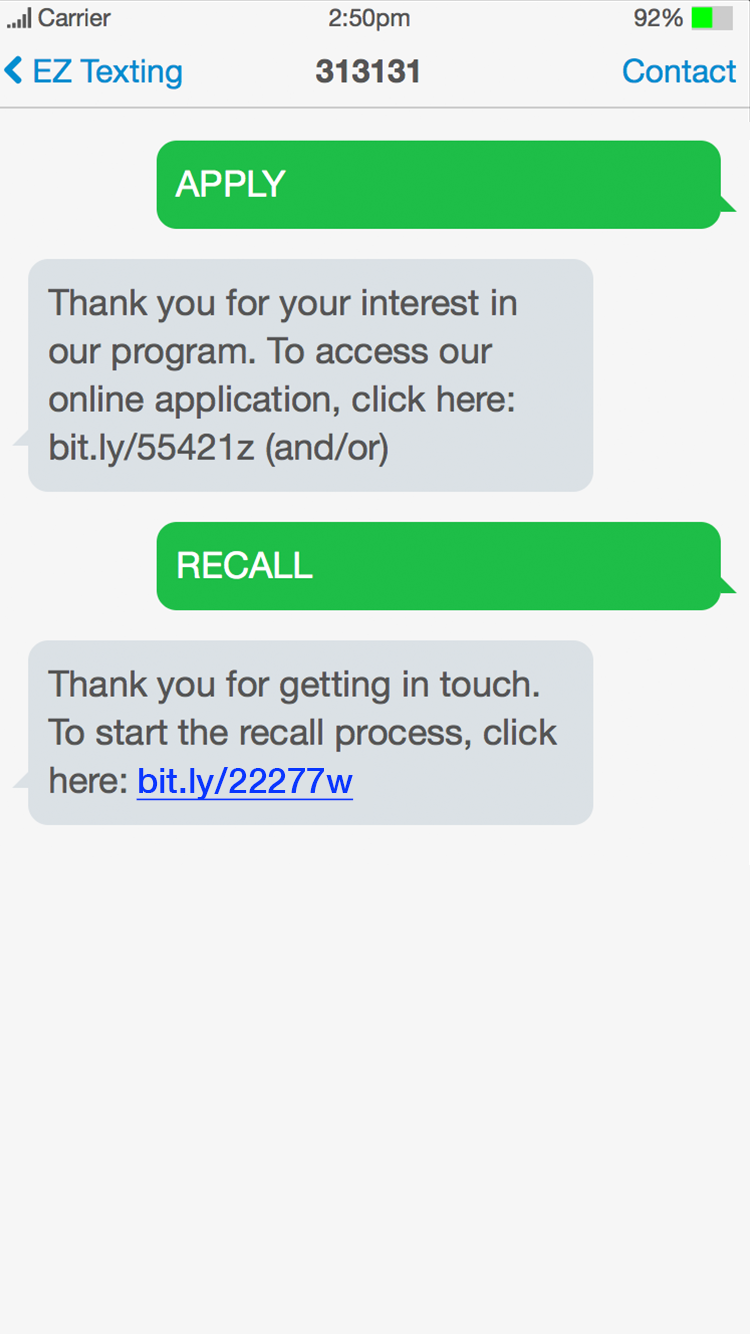 Carrier 2:50pm 92%
EZ Texting 313131 Contact
APPLY
Thank you for your interest in
our program. To access our
online application, click here:
bit.ly/55421z (and/or)
RECALL
Thank you for getting in touch.
To start the recall process, click
here: bit.ly/22277w